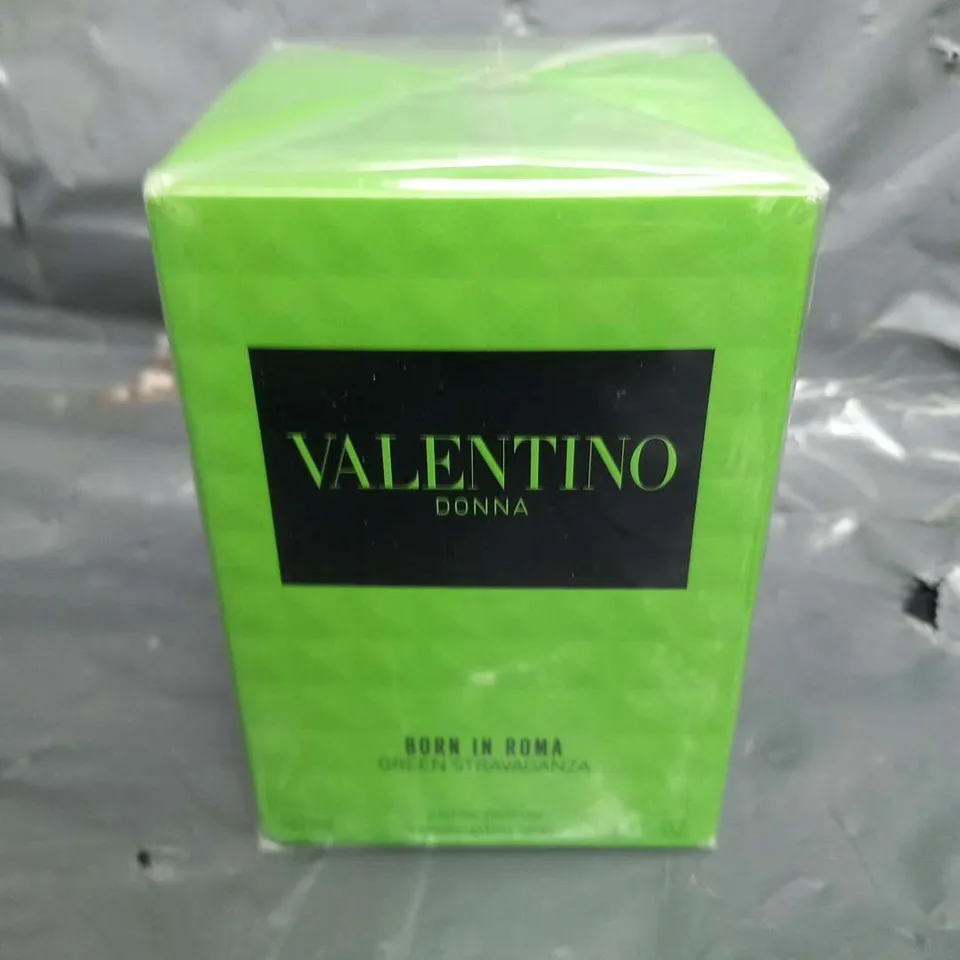 VALENTINO
DONNA
BORN IN ROMA
GREEN STRAVAGANZA